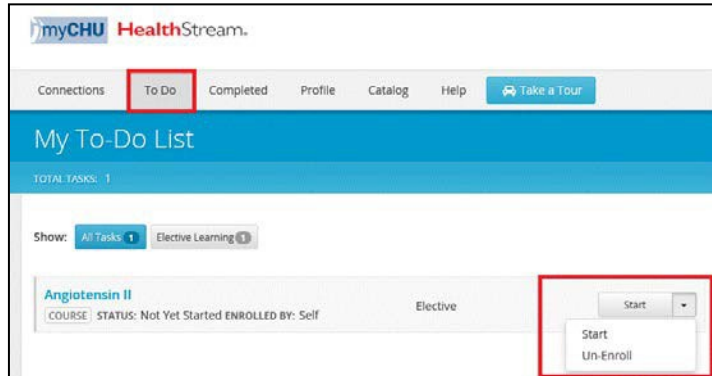 myCHU HealthStream.
Connections To Do Completed Profile Catalog Help Take a Tour
My To-Do List
TOTAL TASKS: 1
Show: All Tasks 1 Elective Learning 1
Angiotensin II
COURSE STATUS: Not Yet Started ENROLLED BY: Self
Elective
Start
Start
Un-Enroll